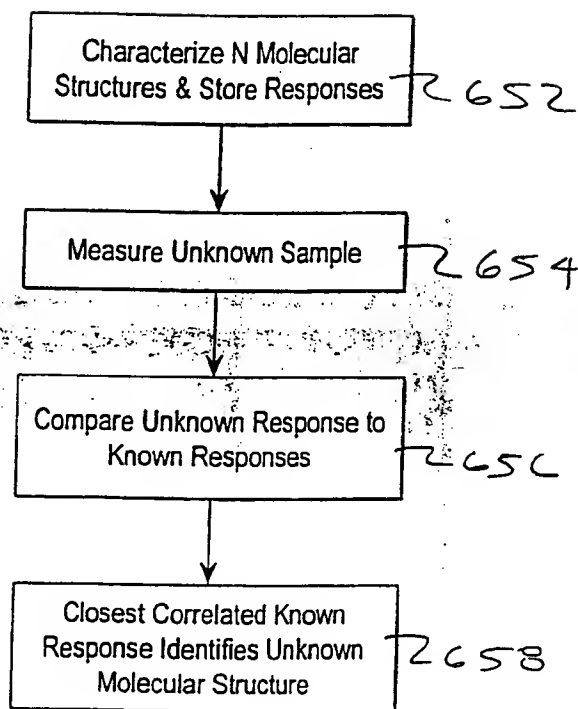 Characterize N Molecular
Structures & Store Responses
652
Measure Unknown Sample
654
Compare Unknown Response to
Known Responses
656
Closest Correlated Known
Response Identifies Unknown
Molecular Structure
658